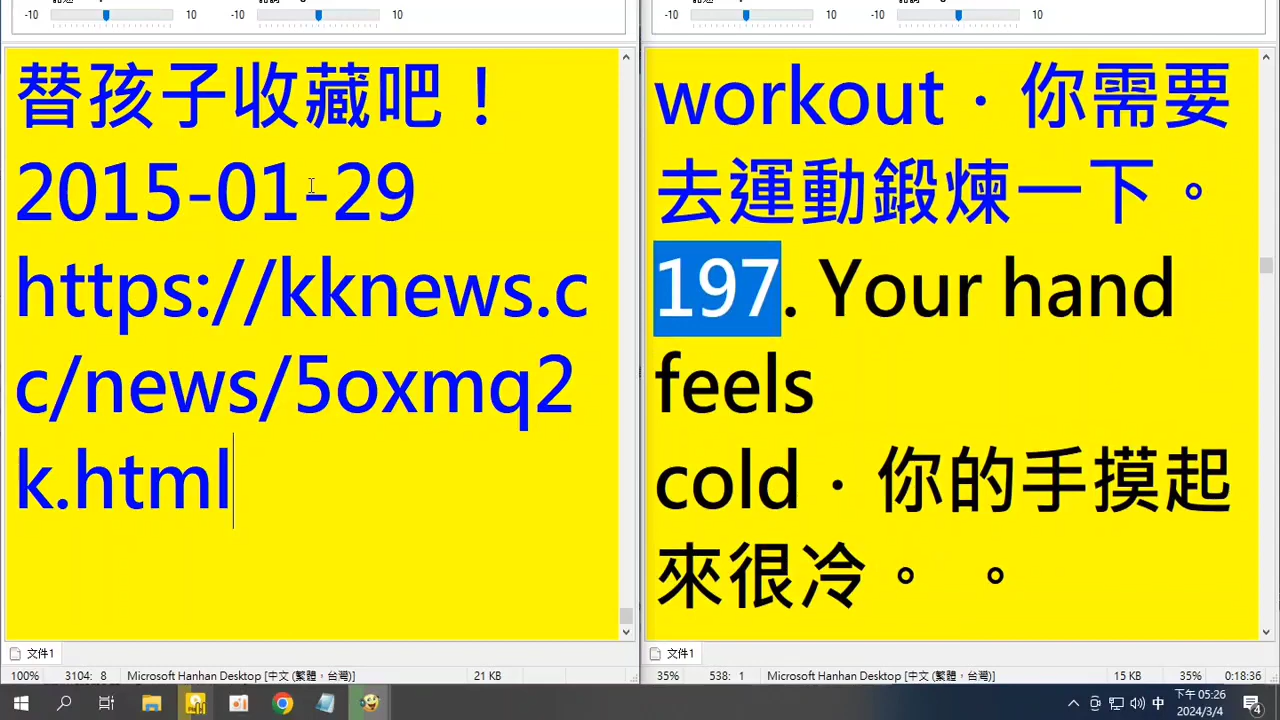 -10
10
-10
10
-10
10
-10
10
替孩子收藏吧！
2015-01-29
https://kknews.c
c/news/5oxmq2
k.html
workout．你需要
去運動鍛煉一下。
197. Your hand
feels
cold．你的手摸起
來很冷。 。
文件1
文件1
100%
3104: 8
Microsoft Hanhan Desktop [中文 (繁體，台灣)]
21 KB
35%
538: 1
Microsoft Hanhan Desktop [中文 (繁體，台灣)]
15 KB
35%
0:18:36
中
下午 05:26
2024/3/4
4